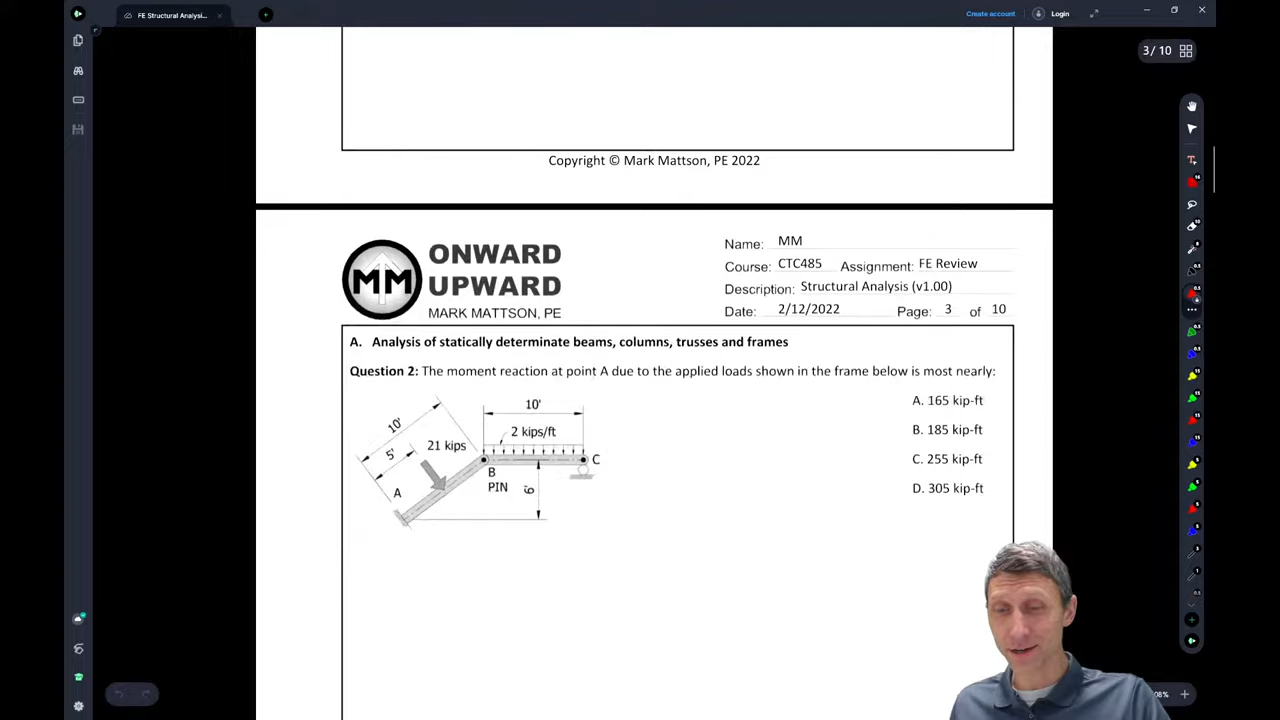 FE Structural Analysi...
Create account
Login
3 / 10
Copyright © Mark Mattson, PE 2022
MM
ONWARD
UPWARD
MARK MATTSON, PE
Name: MM
Course: CTC485 Assignment: FE Review
Description: Structural Analysis (v1.00)
Date: 2/12/2022 Page: 3 of 10
A. Analysis of statically determinate beams, columns, trusses and frames
Question 2: The moment reaction at point A due to the applied loads shown in the frame below is most nearly:
A. 165 kip-ft
B. 185 kip-ft
C. 255 kip-ft
D. 305 kip-ft
10'
10'
2 kips/ft
5'
21 kips
A
B
PIN
C
6'